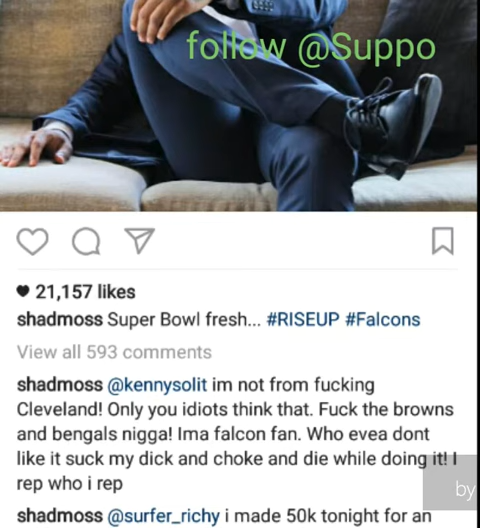 follow @Suppo
21,157 likes
shadmoss Super Bowl fresh... #RISEUP #Falcons
View all 593 comments
shadmoss @kennysolit im not from fucking
Cleveland! Only you idiots think that. Fuck the browns
and bengals nigga! Ima falcon fan. Who evea dont
like it suck my dick and choke and die while doing it! I
rep who i rep
by
shadmoss @surfer_richy i made 50k tonight for an